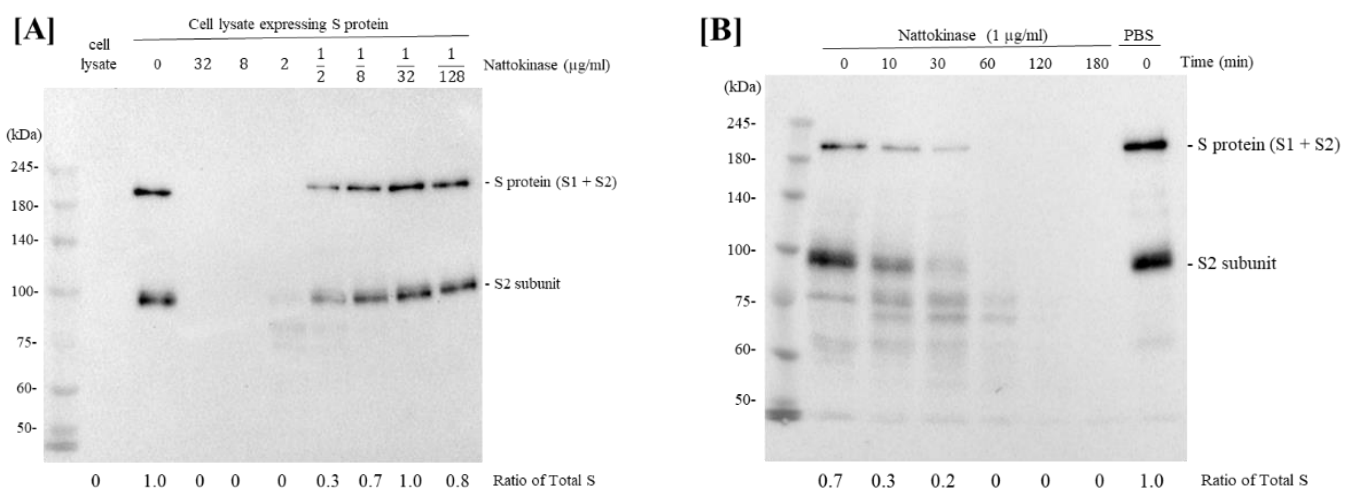 [A]
Cell lysate expressing S protein
cell lysate 0 32 8 2 1/2 1/8 1/32 1/128 Nattokinase (µg/ml)
(kDa)
245-
180-
140-
100-
75-
60-
50-
- S protein (S1 + S2)
- S2 subunit
0 1.0 0 0 0 0.3 0.7 1.0 0.8 Ratio of Total S
[B]
Nattokinase (1 µg/ml) PBS
0 10 30 60 120 180 0 Time (min)
(kDa)
245-
180-
140-
100-
75-
60-
50-
- S protein (S1 + S2)
- S2 subunit
0.7 0.3 0.2 0 0 0 1.0 Ratio of Total S